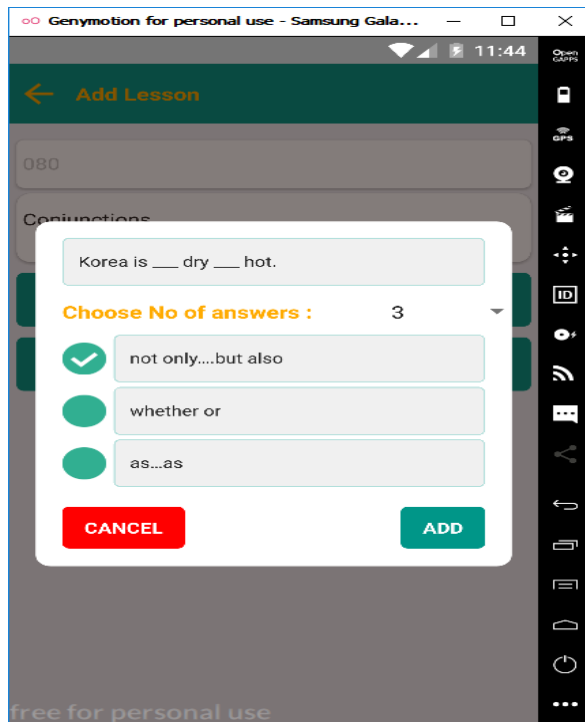 Genymotion for personal use - Samsung Gala...
11:44
Open GAPPS
Add Lesson
GPS
080
Conjunctions
Korea is ___ dry ___ hot.
ID
Choose No of answers : 3
not only....but also
whether or
as...as
CANCEL ADD
free for personal use